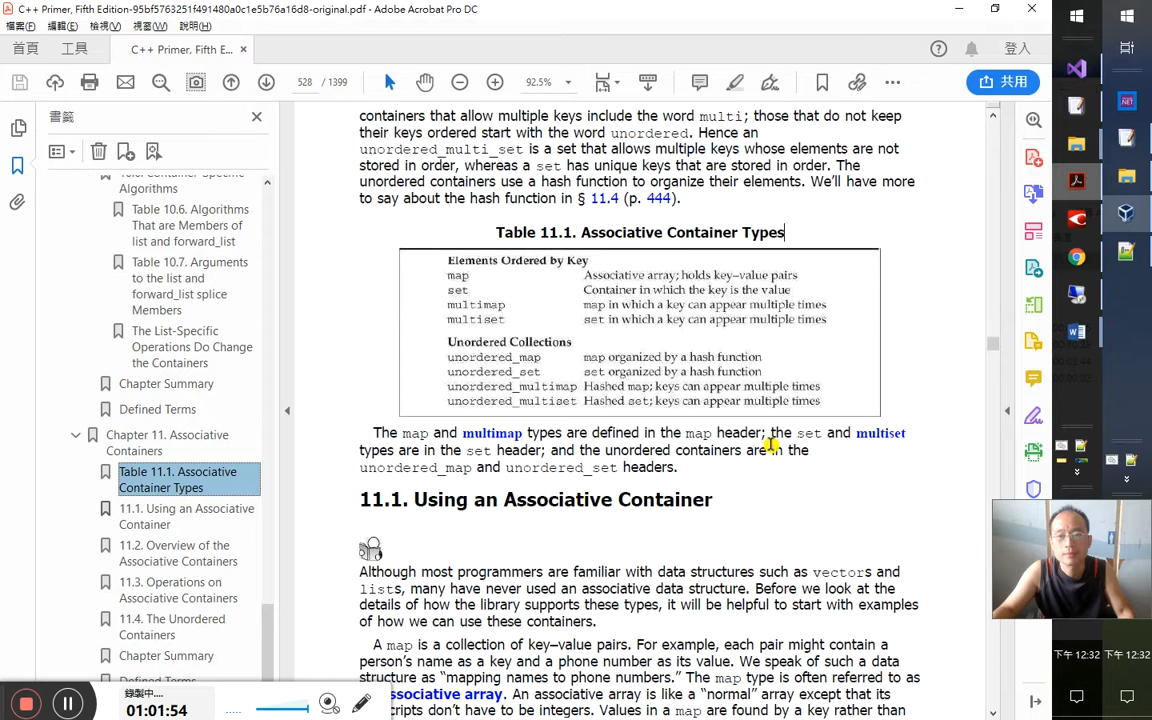 C++ Primer, Fifth Edition-95bf5763251480a0c1e5b76a16d8-original.pdf - Adobe Acrobat Pro DC
檔案(F) 編輯(E) 檢視(V) 視窗(W) 說明(H)
首頁 工具 C++ Primer, Fifth E... × 登入
528 / 1399 92.5% 共用
書籤
10.6. Container-Specific
Algorithms
Table 10.6. Algorithms
That are Members of
list and forward_list
Table 10.7. Arguments
to the list and
forward_list splice
Members
The List-Specific
Operations Do Change
the Containers
Chapter Summary
Defined Terms
Chapter 11. Associative
Containers
Table 11.1. Associative
Container Types
11.1. Using an Associative
Container
11.2. Overview of the
Associative Containers
11.3. Operations on
Associative Containers
11.4. The Unordered
Containers
Chapter Summary
Defined Terms
containers that allow multiple keys include the word multi; those that do not keep
their keys ordered start with the word unordered. Hence an
unordered_multi_set is a set that allows multiple keys whose elements are not
stored in order, whereas a set has unique keys that are stored in order. The
unordered containers use a hash function to organize their elements. We'll have more
to say about the hash function in § 11.4 (p. 444).
Table 11.1. Associative Container Types
Elements Ordered by Key
map Associative array; holds key–value pairs
set Container in which the key is the value
multimap map in which a key can appear multiple times
multiset set in which a key can appear multiple times
Unordered Collections
unordered_map map organized by a hash function
unordered_set set organized by a hash function
unordered_multimap Hashed map; keys can appear multiple times
unordered_multiset Hashed set; keys can appear multiple times
The map and multimap types are defined in the map header; the set and multiset
types are in the set header; and the unordered containers are in the
unordered_map and unordered_set headers.
11.1. Using an Associative Container
Although most programmers are familiar with data structures such as vectors and
lists, many have never used an associative data structure. Before we look at the
details of how the library supports these types, it will be helpful to start with examples
of how we can use these containers.
A map is a collection of key–value pairs. For example, each pair might contain a
person's name as a key and a phone number as its value. We speak of such a data
structure as “mapping names to phone numbers.” The map type is often referred to as
associative array. An associative array is like a “normal” array except that its
scripts don't have to be integers. Values in a map are found by a key rather than
錄製中....
01:01:54
下午 12:32 下午 12:32